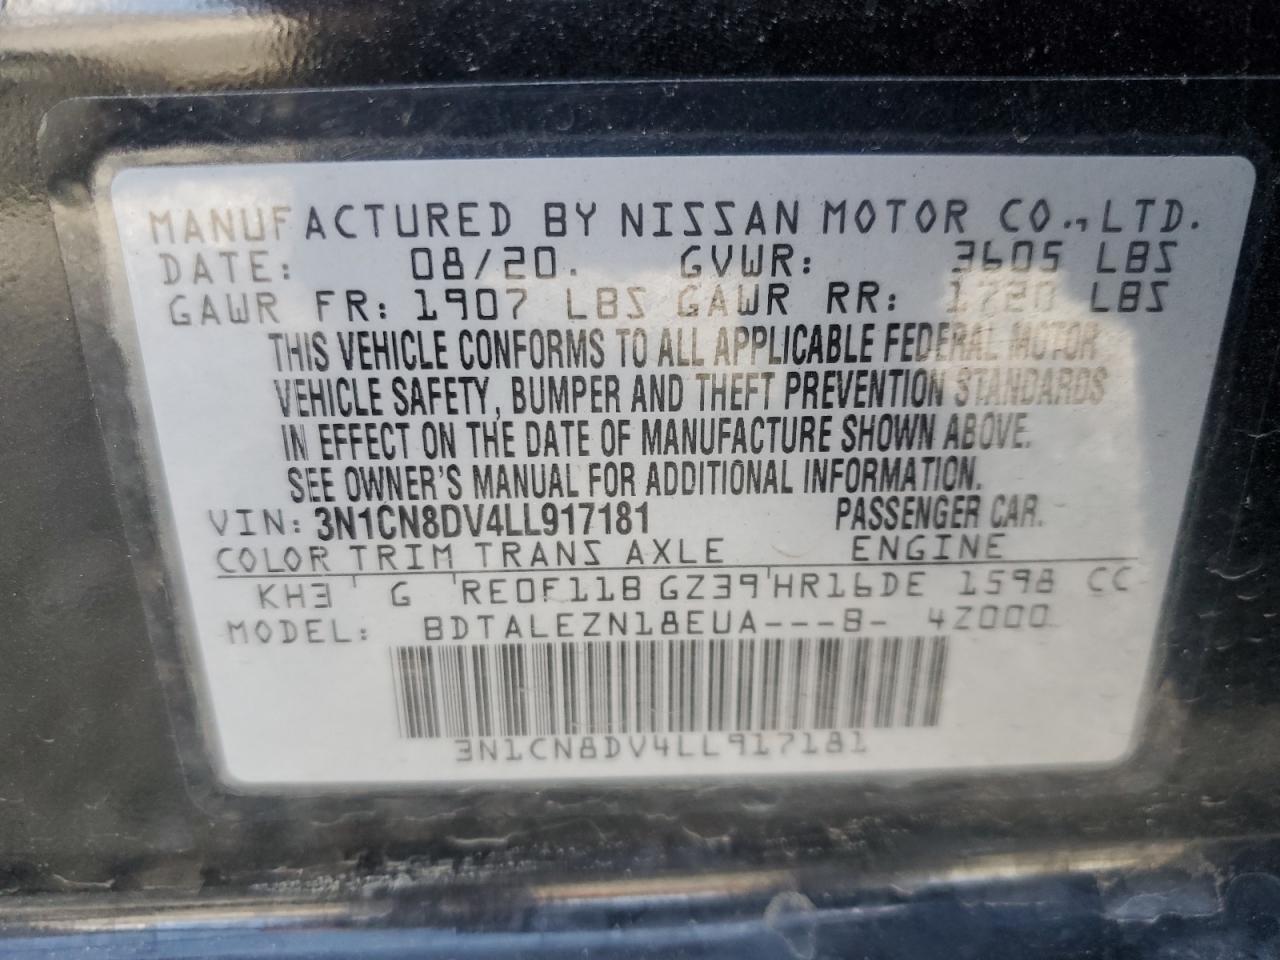 MANUFACTURED BY NISSAN MOTOR CO., LTD.
DATE: 08/20. GVWR: 3605 LBS
GAWR FR: 1907 LBS GAWR RR: 1720 LBS
THIS VEHICLE CONFORMS TO ALL APPLICABLE FEDERAL MOTOR
VEHICLE SAFETY, BUMPER AND THEFT PREVENTION STANDARDS
IN EFFECT ON THE DATE OF MANUFACTURE SHOWN ABOVE.
SEE OWNER'S MANUAL FOR ADDITIONAL INFORMATION.
VIN: 3N1CN8DV4LL917181 PASSENGER CAR.
COLOR TRIM TRANS AXLE ENGINE
KH3 G RE0F11B GZ39 HR16DE 1598 CC
MODEL: BDTALEZN18EUA---B- 4Z000
3N1CN8DV4LL917181